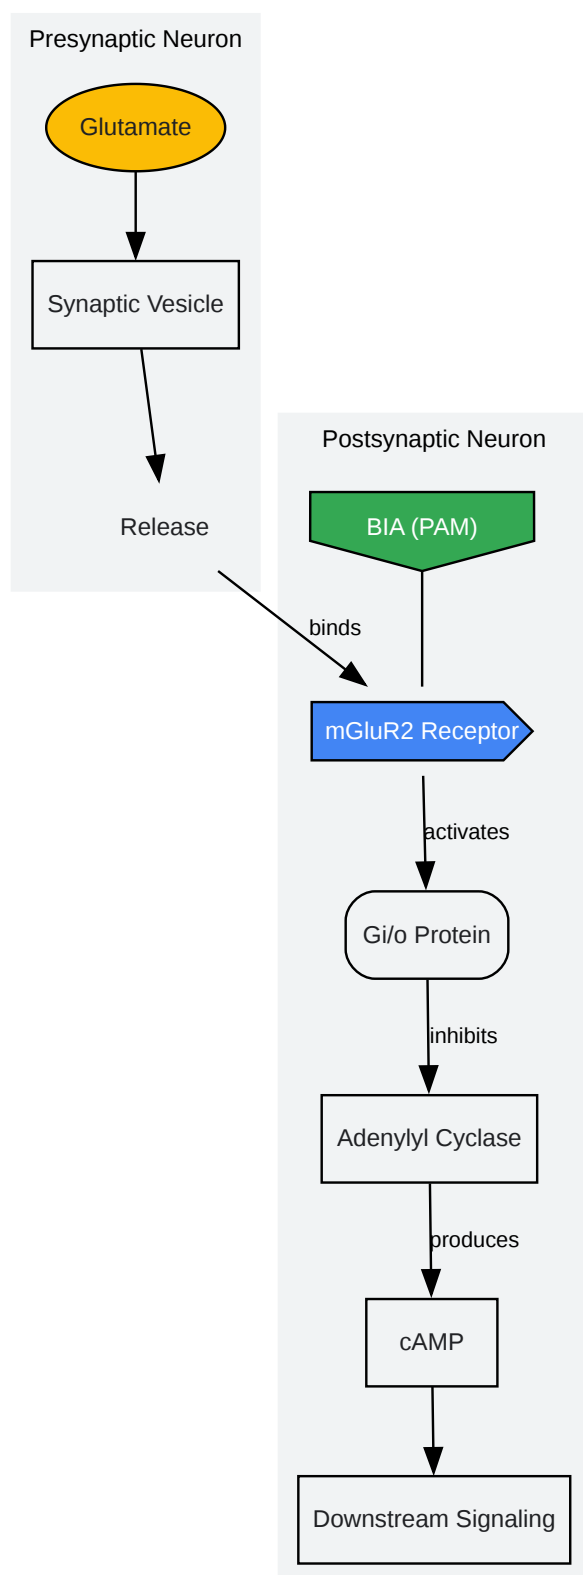 Presynaptic Neuron
Glutamate
Synaptic Vesicle
Release
Postsynaptic Neuron
BIA (PAM)
binds
mGluR2 Receptor
activates
Gi/o Protein
inhibits
Adenylyl Cyclase
produces
cAMP
Downstream Signaling